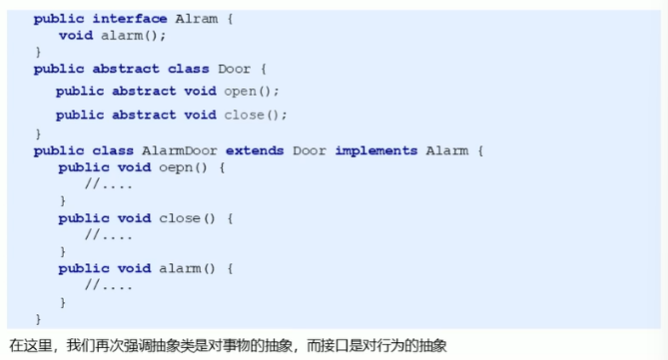 public interface Alram {
void alarm();
}
public abstract class Door {
public abstract void open();
public abstract void close();
}
public class AlarmDoor extends Door implements Alarm {
public void oepn() {
//....
}
public void close() {
//....
}
public void alarm() {
//....
}
}
在这里，我们再次强调抽象类是对事物的抽象，而接口是对行为的抽象